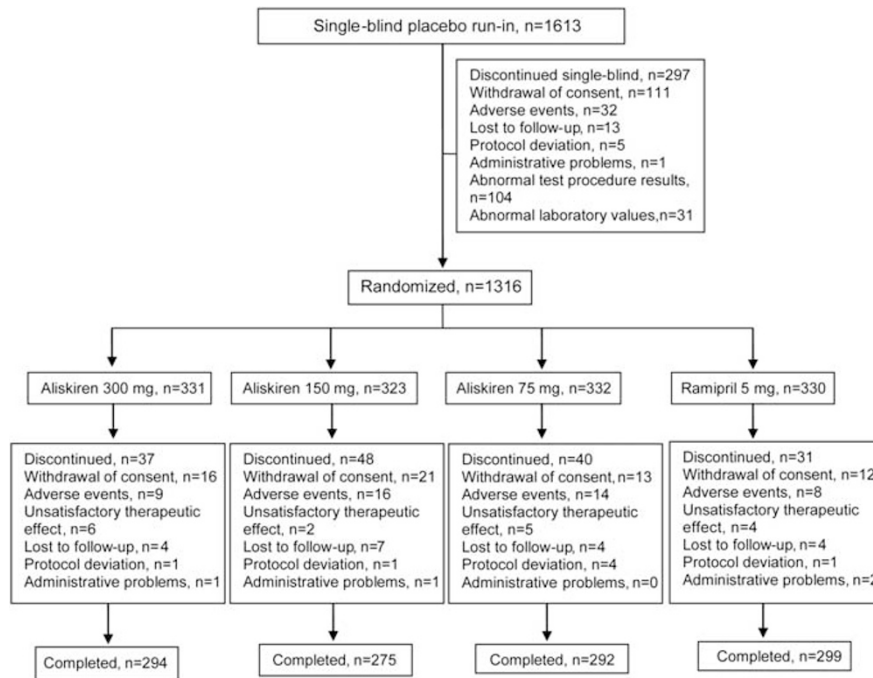 Single-blind placebo run-in, n=1613
Discontinued single-blind, n=297
Withdrawal of consent, n=111
Adverse events, n=32
Lost to follow-up, n=13
Protocol deviation, n=5
Administrative problems, n=1
Abnormal test procedure results,
n=104
Abnormal laboratory values,n=31
Randomized, n=1316
Aliskiren 300 mg, n=331
Aliskiren 150 mg, n=323
Aliskiren 75 mg, n=332
Ramipril 5 mg, n=330
Discontinued, n=37
Withdrawal of consent, n=16
Adverse events, n=9
Unsatisfactory therapeutic
effect, n=6
Lost to follow-up, n=4
Protocol deviation, n=1
Administrative problems, n=1
Discontinued, n=48
Withdrawal of consent, n=21
Adverse events, n=16
Unsatisfactory therapeutic
effect, n=2
Lost to follow-up, n=7
Protocol deviation, n=1
Administrative problems, n=1
Discontinued, n=40
Withdrawal of consent, n=13
Adverse events, n=14
Unsatisfactory therapeutic
effect, n=5
Lost to follow-up, n=4
Protocol deviation, n=4
Administrative problems, n=0
Discontinued, n=31
Withdrawal of consent, n=12
Adverse events, n=8
Unsatisfactory therapeutic
effect, n=4
Lost to follow-up, n=4
Protocol deviation, n=1
Administrative problems, n=2
Completed, n=294
Completed, n=275
Completed, n=292
Completed, n=299